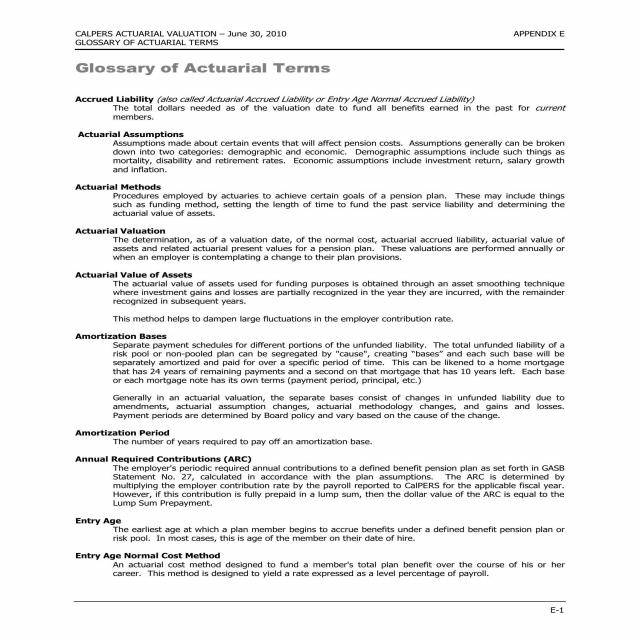 CALPERS ACTUARIAL VALUATION – June 30, 2010 APPENDIX E
GLOSSARY OF ACTUARIAL TERMS
Glossary of Actuarial Terms
Accrued Liability (also called Actuarial Accrued Liability or Entry Age Normal Accrued Liability)
The total dollars needed as of the valuation date to fund all benefits earned in the past for current
members.
Actuarial Assumptions
Assumptions made about certain events that will affect pension costs. Assumptions generally can be broken
down into two categories: demographic and economic. Demographic assumptions include such things as
mortality, disability and retirement rates. Economic assumptions include investment return, salary growth
and inflation.
Actuarial Methods
Procedures employed by actuaries to achieve certain goals of a pension plan. These may include things
such as funding method, setting the length of time to fund the past service liability and determining the
actuarial value of assets.
Actuarial Valuation
The determination, as of a valuation date, of the normal cost, actuarial accrued liability, actuarial value of
assets and related actuarial present values for a pension plan. These valuations are performed annually or
when an employer is contemplating a change to their plan provisions.
Actuarial Value of Assets
The actuarial value of assets used for funding purposes is obtained through an asset smoothing technique
where investment gains and losses are partially recognized in the year they are incurred, with the remainder
recognized in subsequent years.
This method helps to dampen large fluctuations in the employer contribution rate.
Amortization Bases
Separate payment schedules for different portions of the unfunded liability. The total unfunded liability of a
risk pool or non-pooled plan can be segregated by "cause", creating "bases" and each such base will be
separately amortized and paid for over a specific period of time. This can be likened to a home mortgage
that has 24 years of remaining payments and a second on that mortgage that has 10 years left. Each base
or each mortgage note has its own terms (payment period, principal, etc.)
Generally in an actuarial valuation, the separate bases consist of changes in unfunded liability due to
amendments, actuarial assumption changes, actuarial methodology changes, and gains and losses.
Payment periods are determined by Board policy and vary based on the cause of the change.
Amortization Period
The number of years required to pay off an amortization base.
Annual Required Contributions (ARC)
The employer's periodic required annual contributions to a defined benefit pension plan as set forth in GASB
Statement No. 27, calculated in accordance with the plan assumptions. The ARC is determined by
multiplying the employer contribution rate by the payroll reported to CalPERS for the applicable fiscal year.
However, if this contribution is fully prepaid in a lump sum, then the dollar value of the ARC is equal to the
Lump Sum Prepayment.
Entry Age
The earliest age at which a plan member begins to accrue benefits under a defined benefit pension plan or
risk pool. In most cases, this is age of the member on their date of hire.
Entry Age Normal Cost Method
An actuarial cost method designed to fund a member's total plan benefit over the course of his or her
career. This method is designed to yield a rate expressed as a level percentage of payroll.
E-1